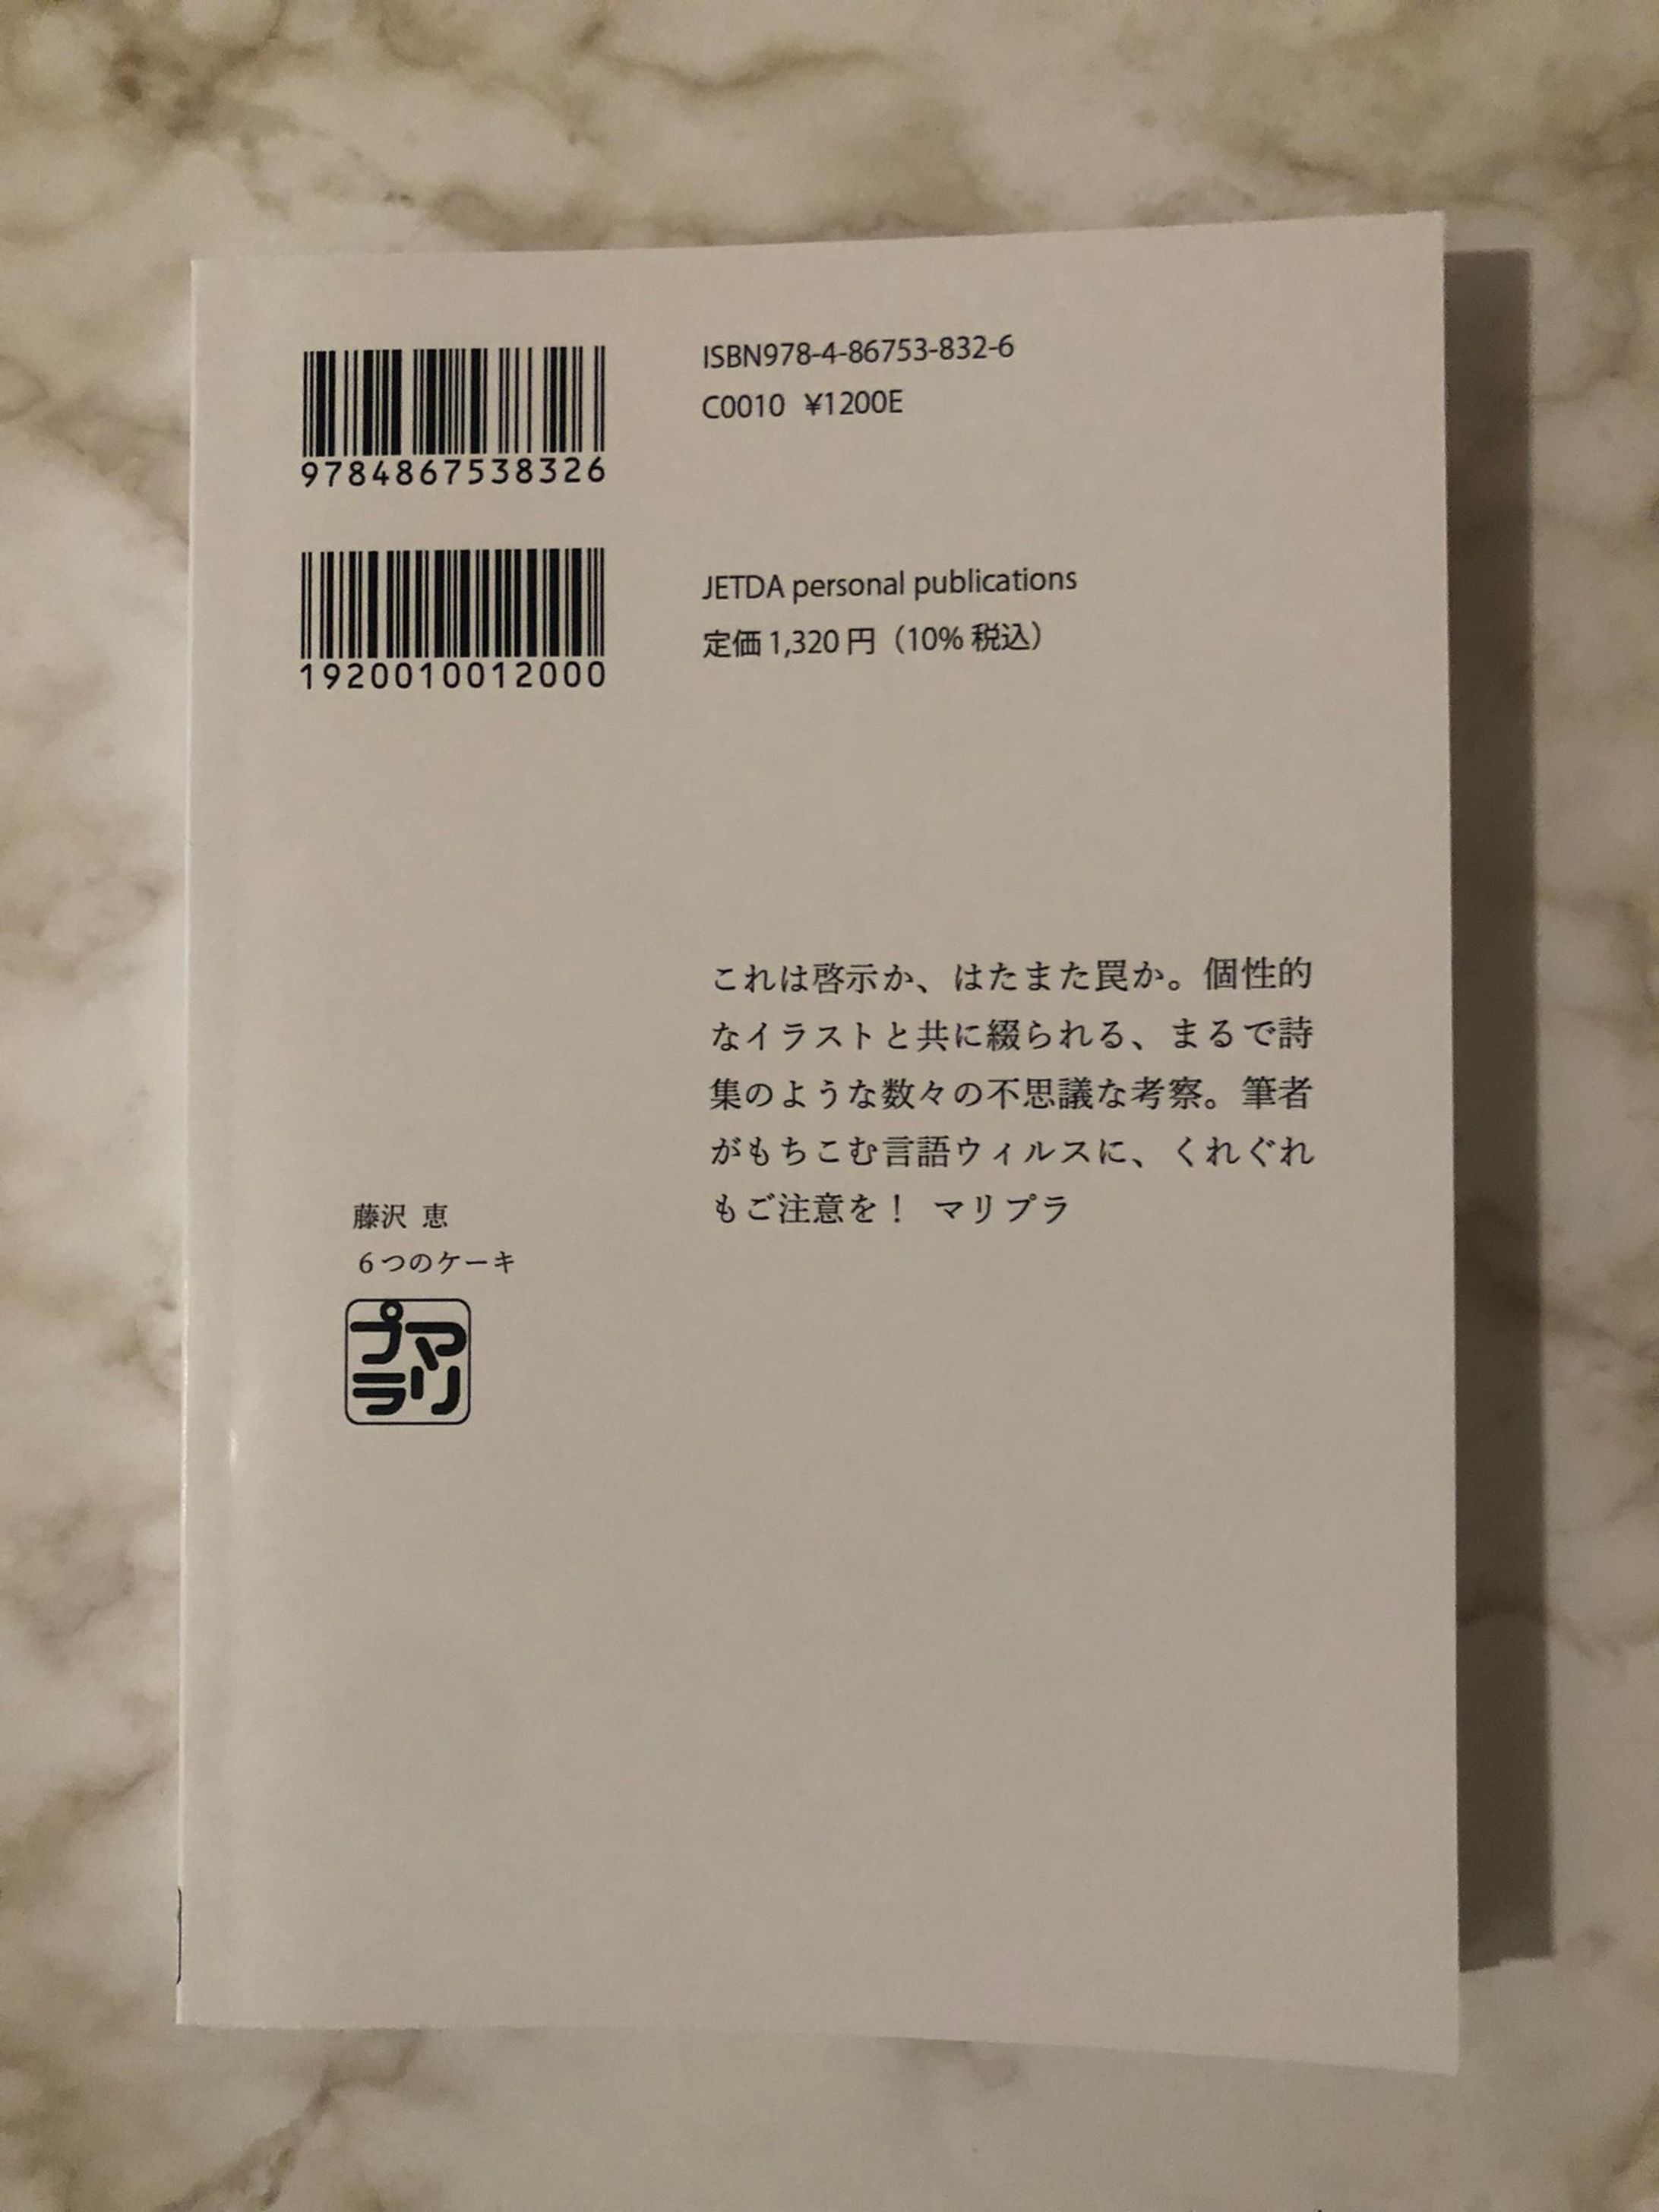 9784867538326
ISBN978-4-86753-832-6
C0010 ¥1200E
1920010012000
JETDA personal publications
定価1,320円（10%税込）
これは啓示か、はたまた罠か。個性的
なイラストと共に綴られる、まるで詩
集のような数々の不思議な考察。筆者
がもちこむ言語ウィルスに、くれぐれ
もご注意を！ マリプラ
藤沢 恵
６つのケーキ
マリ
プラ